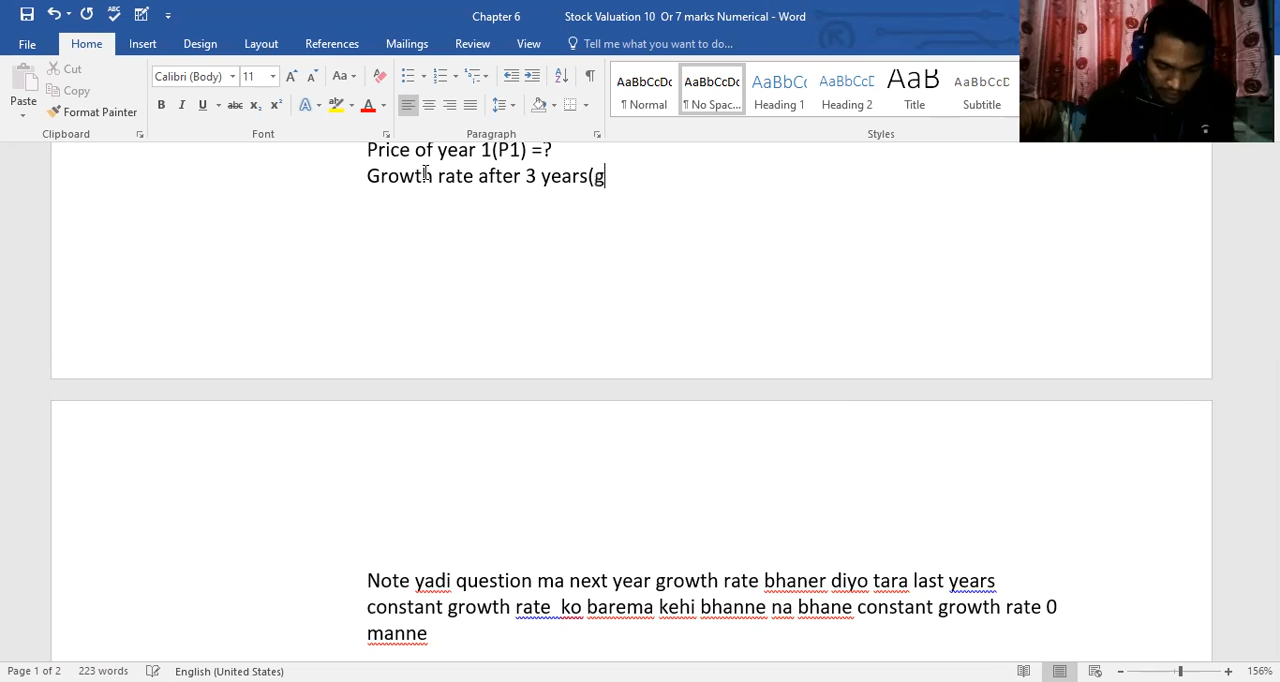 Chapter 6 Stock Valuation 10 Or 7 marks Numerical - Word
File Home Insert Design Layout References Mailings Review View Tell me what you want to do...
Paste Cut Copy Format Painter
Calibri (Body) 11
Clipboard Font Paragraph Styles
AaBbCcDc ¶ Normal
AaBbCcDc ¶ No Spac...
AaBbCc Heading 1
AaBbCcD Heading 2
AaB Title
AaBbCcD Subtitle
Price of year 1(P1) =?
Growth rate after 3 years(g
Note yadi question ma next year growth rate bhaner diyo tara last years
constant growth rate ko barema kehi bhanne na bhane constant growth rate 0
manne
Page 1 of 2 223 words English (United States) 156%